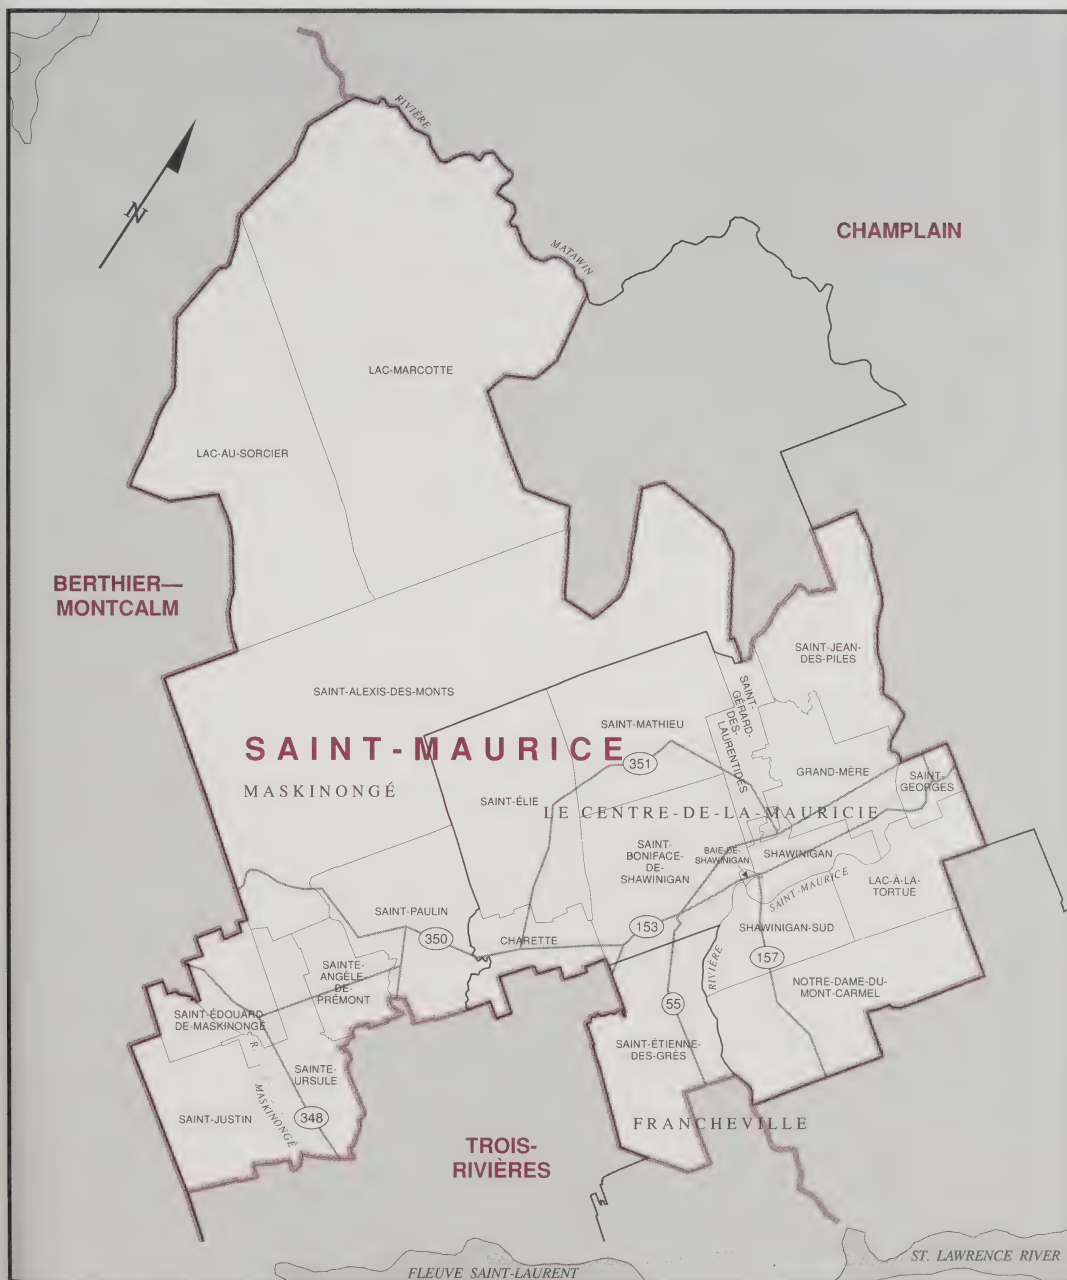 RIVIÈRE
MATAWIN
N
CHAMPLAIN
LAC-MARCOTTE
LAC-AU-SORCIER
BERTHIER—
MONTCALM
SAINT-JEAN-
DES-PILES
SAINT-ALEXIS-DES-MONTS
SAINT-
GÉRARD-
DES-
LAURENTIDES
SAINT-MATHIEU
SAINT-MAURICE
351
GRAND-MÈRE
SAINT-
GEORGES
MASKINONGÉ
SAINT-ÉLIE
LE CENTRE-DE-LA-MAURICIE
SAINT-
BONIFACE-
DE-
SHAWINIGAN
BAIE-DE-
SHAWINIGAN
SHAWINIGAN
SAINT-MAURICE
LAC-À-LA-
TORTUE
SAINT-PAULIN
350
CHARETTE
153
SHAWINIGAN-SUD
157
RIVIÈRE
SAINTE-
ANGÈLE-
DE-
PRÉMONT
NOTRE-DAME-DU-
MONT-CARMEL
55
SAINT-ÉDOUARD-
DE-MASKINONGÉ
R.
MASKINONGÉ
SAINT-ÉTIENNE-
DES-GRÈS
SAINTE-
URSULE
SAINT-JUSTIN
348
FRANCHEVILLE
TROIS-
RIVIÈRES
ST. LAWRENCE RIVER
FLEUVE SAINT-LAURENT